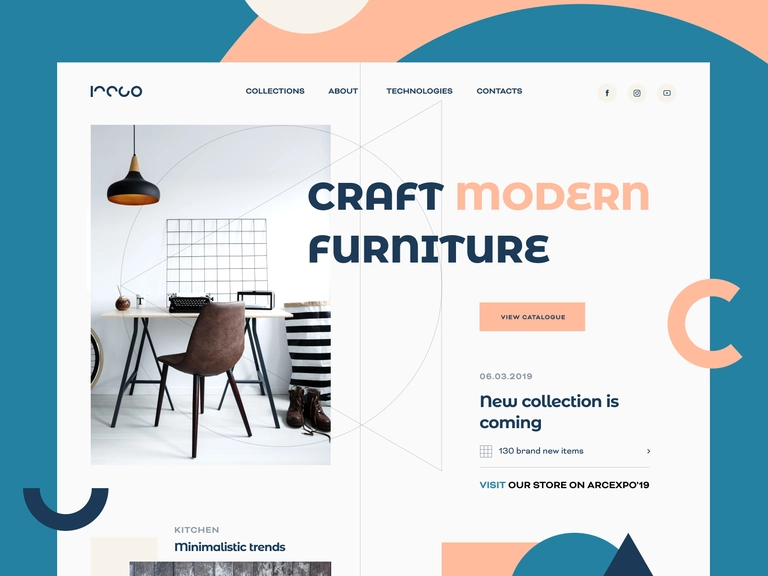 COLLECTIONS ABOUT TECHNOLOGIES CONTACTS
CRAFT MODERN
FURNITURE
VIEW CATALOGUE
06.03.2019
New collection is
coming
130 brand new items
VISIT OUR STORE ON ARCEXPO'19
KITCHEN
Minimalistic trends